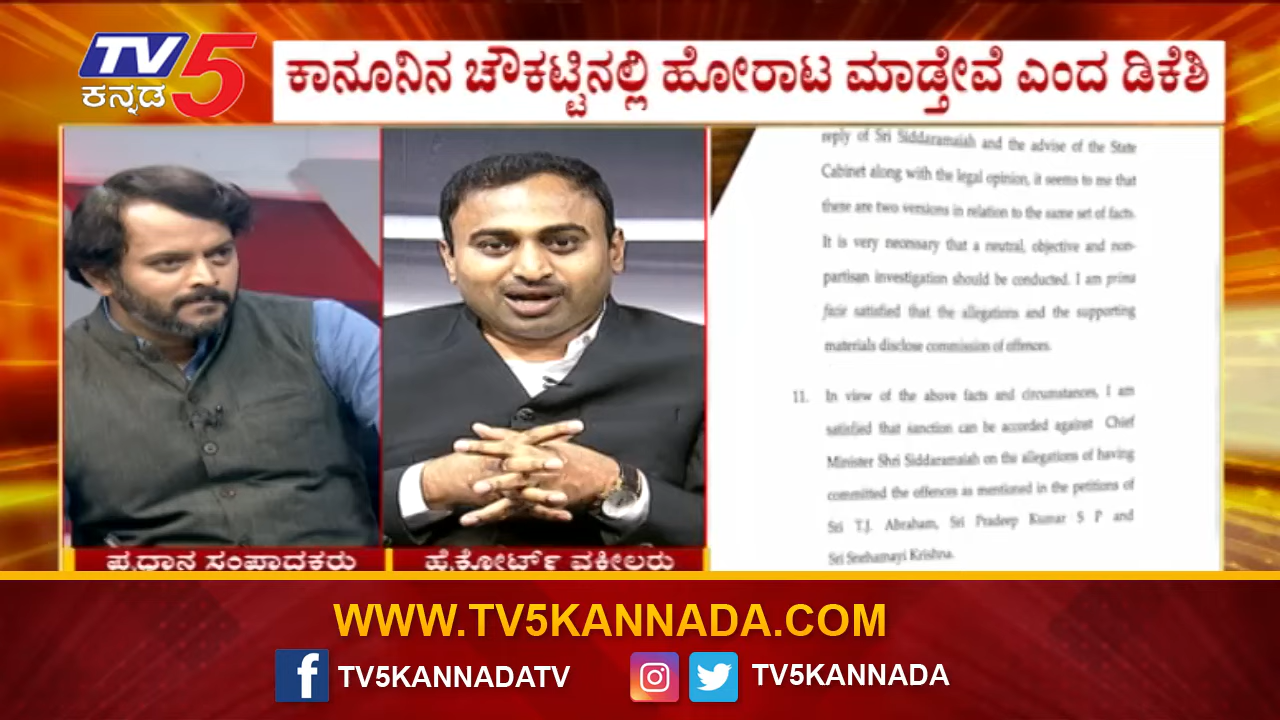 TV5
ಕನ್ನಡ
ಕಾನೂನಿನ ಚೌಕಟ್ಟಿನಲ್ಲಿ ಹೋರಾಟ ಮಾಡ್ತೇವೆ ಎಂದ ಡಿಕೆಶಿ
reply of Sri Siddaramaiah and the advise of the State
Cabinet along with the legal opinion, it seems to me that
there are two versions in relation to the same set of facts.
It is very necessary that a neutral, objective and non-
partisan investigation should be conducted. I am prima
facie satisfied that the allegations and the supporting
materials disclose commission of offences.
11. In view of the above facts and circumstances, I am
satisfied that sanction can be accorded against Chief
Minister Shri Siddaramaiah on the allegations of having
committed the offences as mentioned in the petitions of
Sri T.J. Abraham, Sri Pradeep Kumar S P and
Sri Snehamayi Krishna.
ಪ್ರಧಾನ ಸಂಪಾದಕರು
ಹೈಕೋರ್ಟ್ ವಕೀಲರು
WWW.TV5KANNADA.COM
TV5KANNADATV
TV5KANNADA